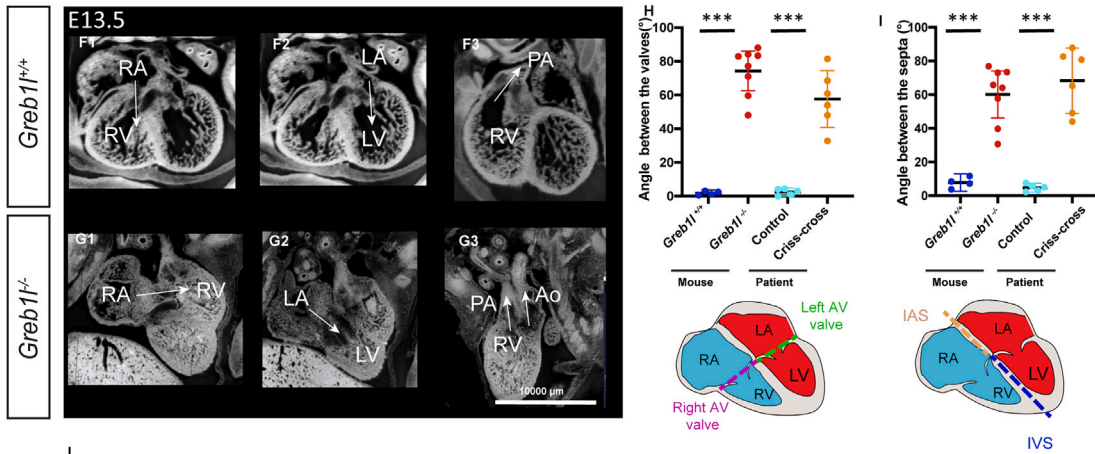 Greb1l+/+
Greb1l-/-
E13.5
F1
RA
RV
F2
LA
LV
F3
PA
RV
G1
RA
RV
G2
LA
LV
G3
PA
Ao
RV
10000 µm
H
Angle between the valves(°)
100
80
60
40
20
0
***
***
Greb1l+/+
Greb1l-/-
Control
Criss-cross
Mouse
Patient
Left AV
valve
LA
RA
LV
RV
Right AV
valve
I
Angle between the septa (°)
100
80
60
40
20
0
***
***
Greb1l+/+
Greb1l-/-
Control
Criss-cross
Mouse
Patient
IAS
LA
RA
LV
RV
IVS